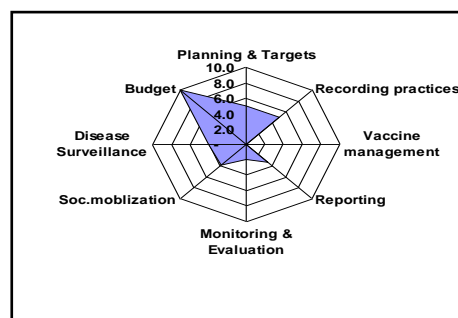 Planning & Targets
10.0
8.0
6.0
4.0
2.0
-
Budget
Recording practices
Disease
Surveillance
Vaccine
management
Soc.moblization
Reporting
Monitoring &
Evaluation